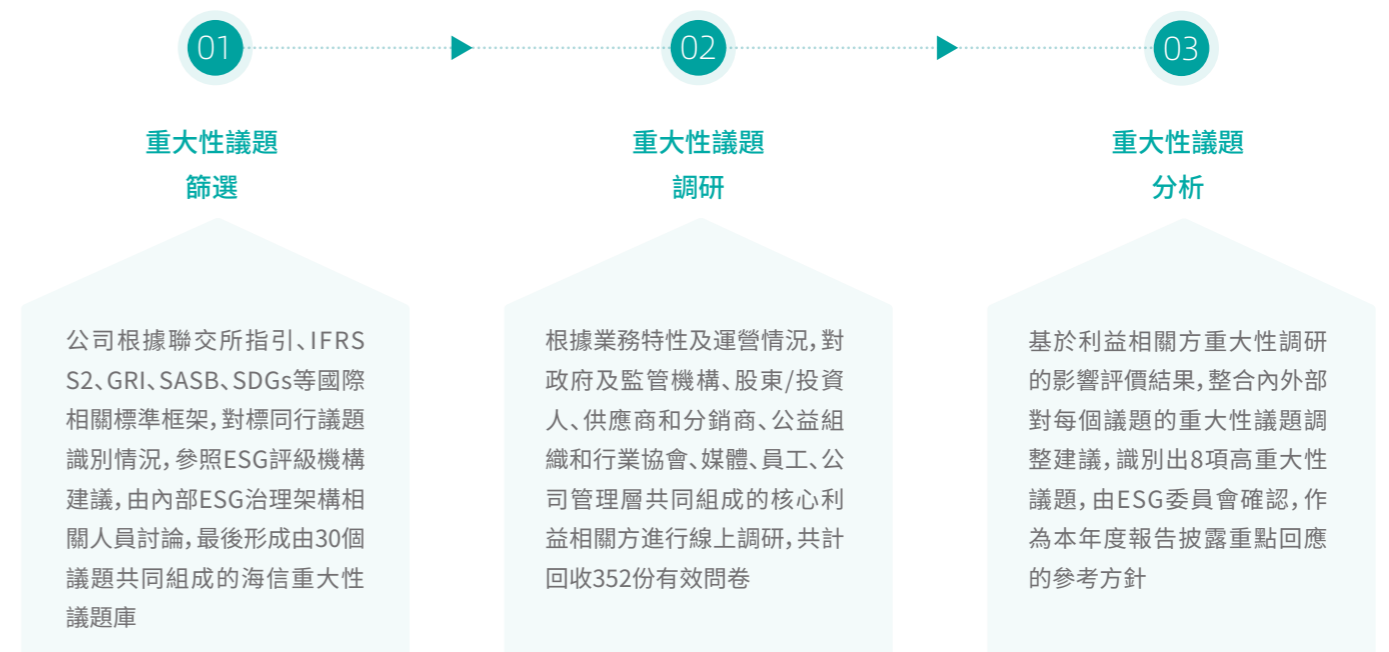 01
重大性議題
篩選
公司根據聯交所指引、IFRS
S2、GRI、SASB、SDGs等國際
相關標準框架，對標同行議題
識別情況，參照ESG評級機構
建議，由內部ESG治理架構相
關人員討論，最後形成由30個
議題共同組成的海信重大性
議題庫
02
重大性議題
調研
根據業務特性及運營情況，對
政府及監管機構、股東/投資
人、供應商和分銷商、公益組
織和行業協會、媒體、員工、公
司管理層共同組成的核心利
益相關方進行線上調研，共計
回收352份有效問卷
03
重大性議題
分析
基於利益相關方重大性調研
的影響評價結果，整合內外部
對每個議題的重大性議題調
整建議，識別出8項高重大性
議題，由ESG委員會確認，作
為本年度報告披露重點回應
的參考方針